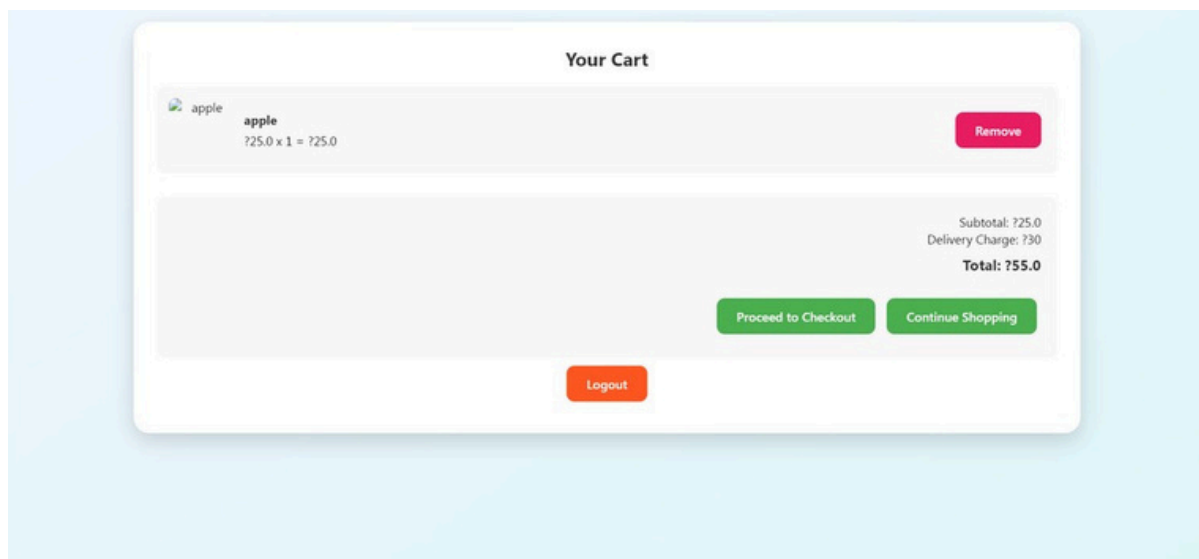 Your Cart
apple
apple
?25.0 x 1 = ?25.0
Remove
Subtotal: ?25.0
Delivery Charge: ?30
Total: ?55.0
Proceed to Checkout
Continue Shopping
Logout